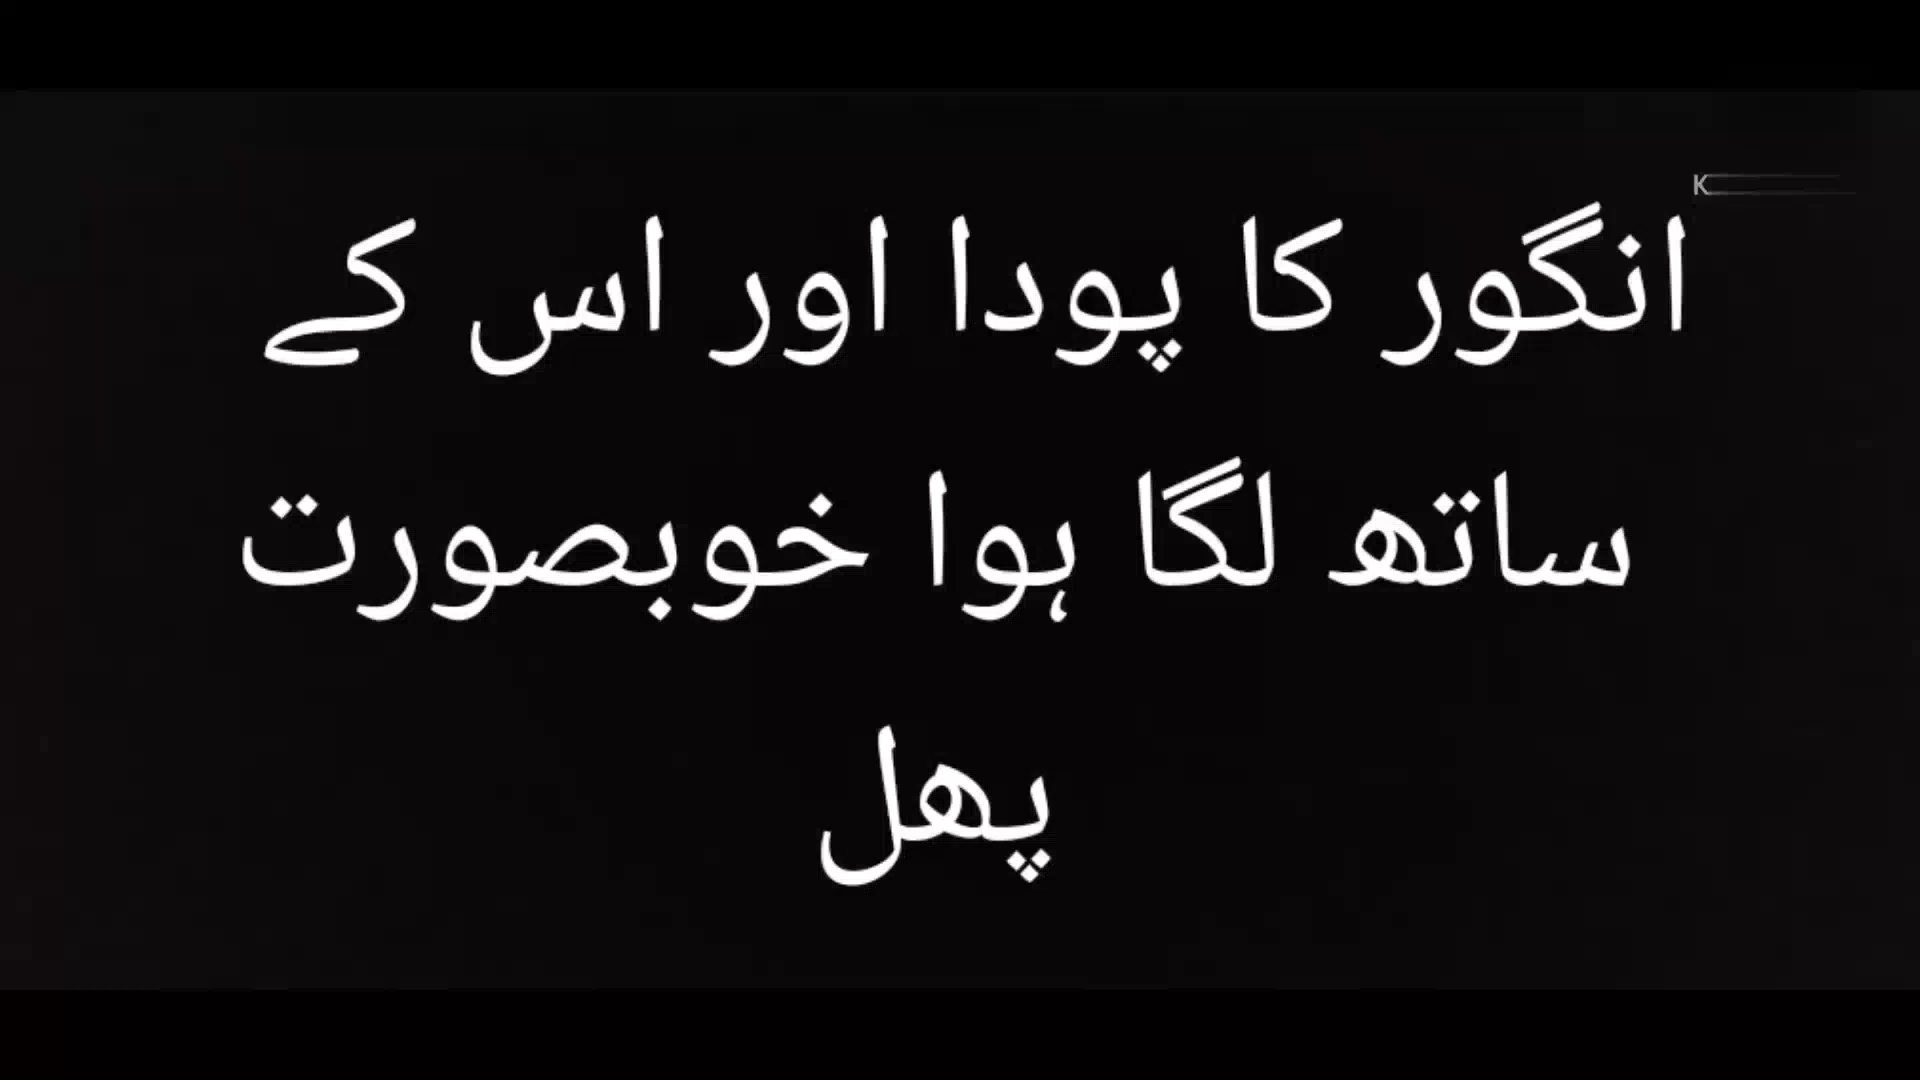 K
انگور کا پودا اور اس کے
ساتھ لگا ہوا خوبصورت
پھل